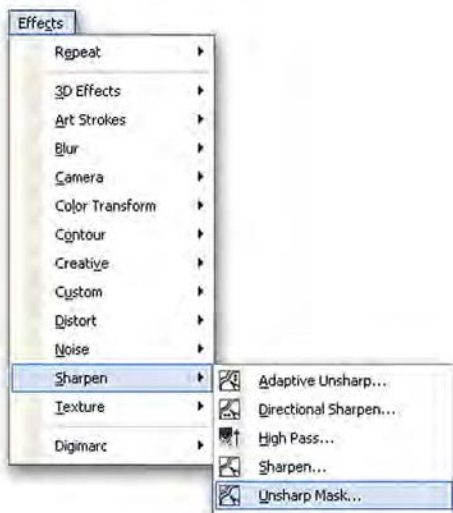 Effects
Repeat
3D Effects
Art Strokes
Blur
Camera
Color Transform
Contour
Creative
Custom
Distort
Noise
Sharpen
Texture
Digimarc
Adaptive Unsharp...
Directional Sharpen...
High Pass...
Sharpen...
Unsharp Mask...